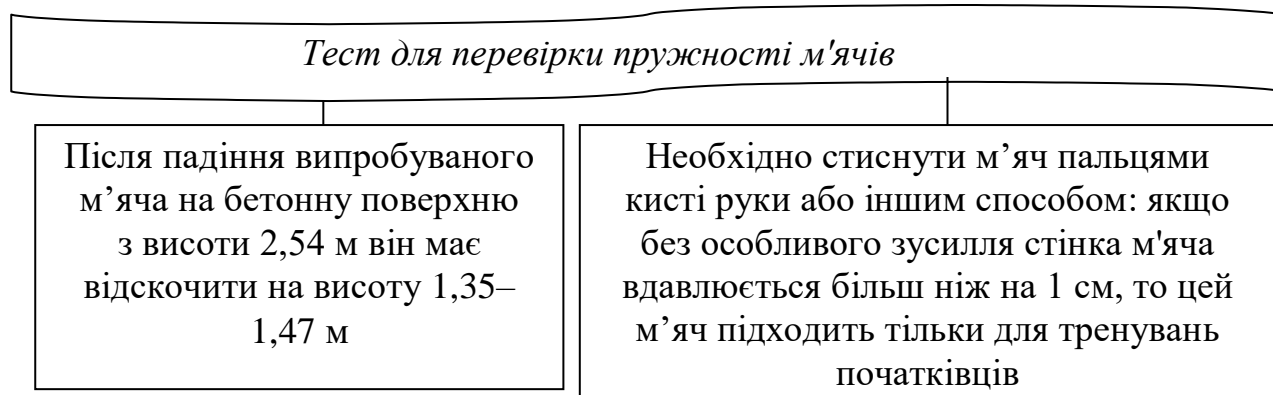 Тест для перевірки пружності м'ячів
Після падіння випробуваного
м’яча на бетонну поверхню
з висоти 2,54 м він має
відскочити на висоту 1,35–
1,47 м
Необхідно стиснути м’яч пальцями
кисті руки або іншим способом: якщо
без особливого зусилля стінка м'яча
вдавлюється більш ніж на 1 см, то цей
м’яч підходить тільки для тренувань
початківців